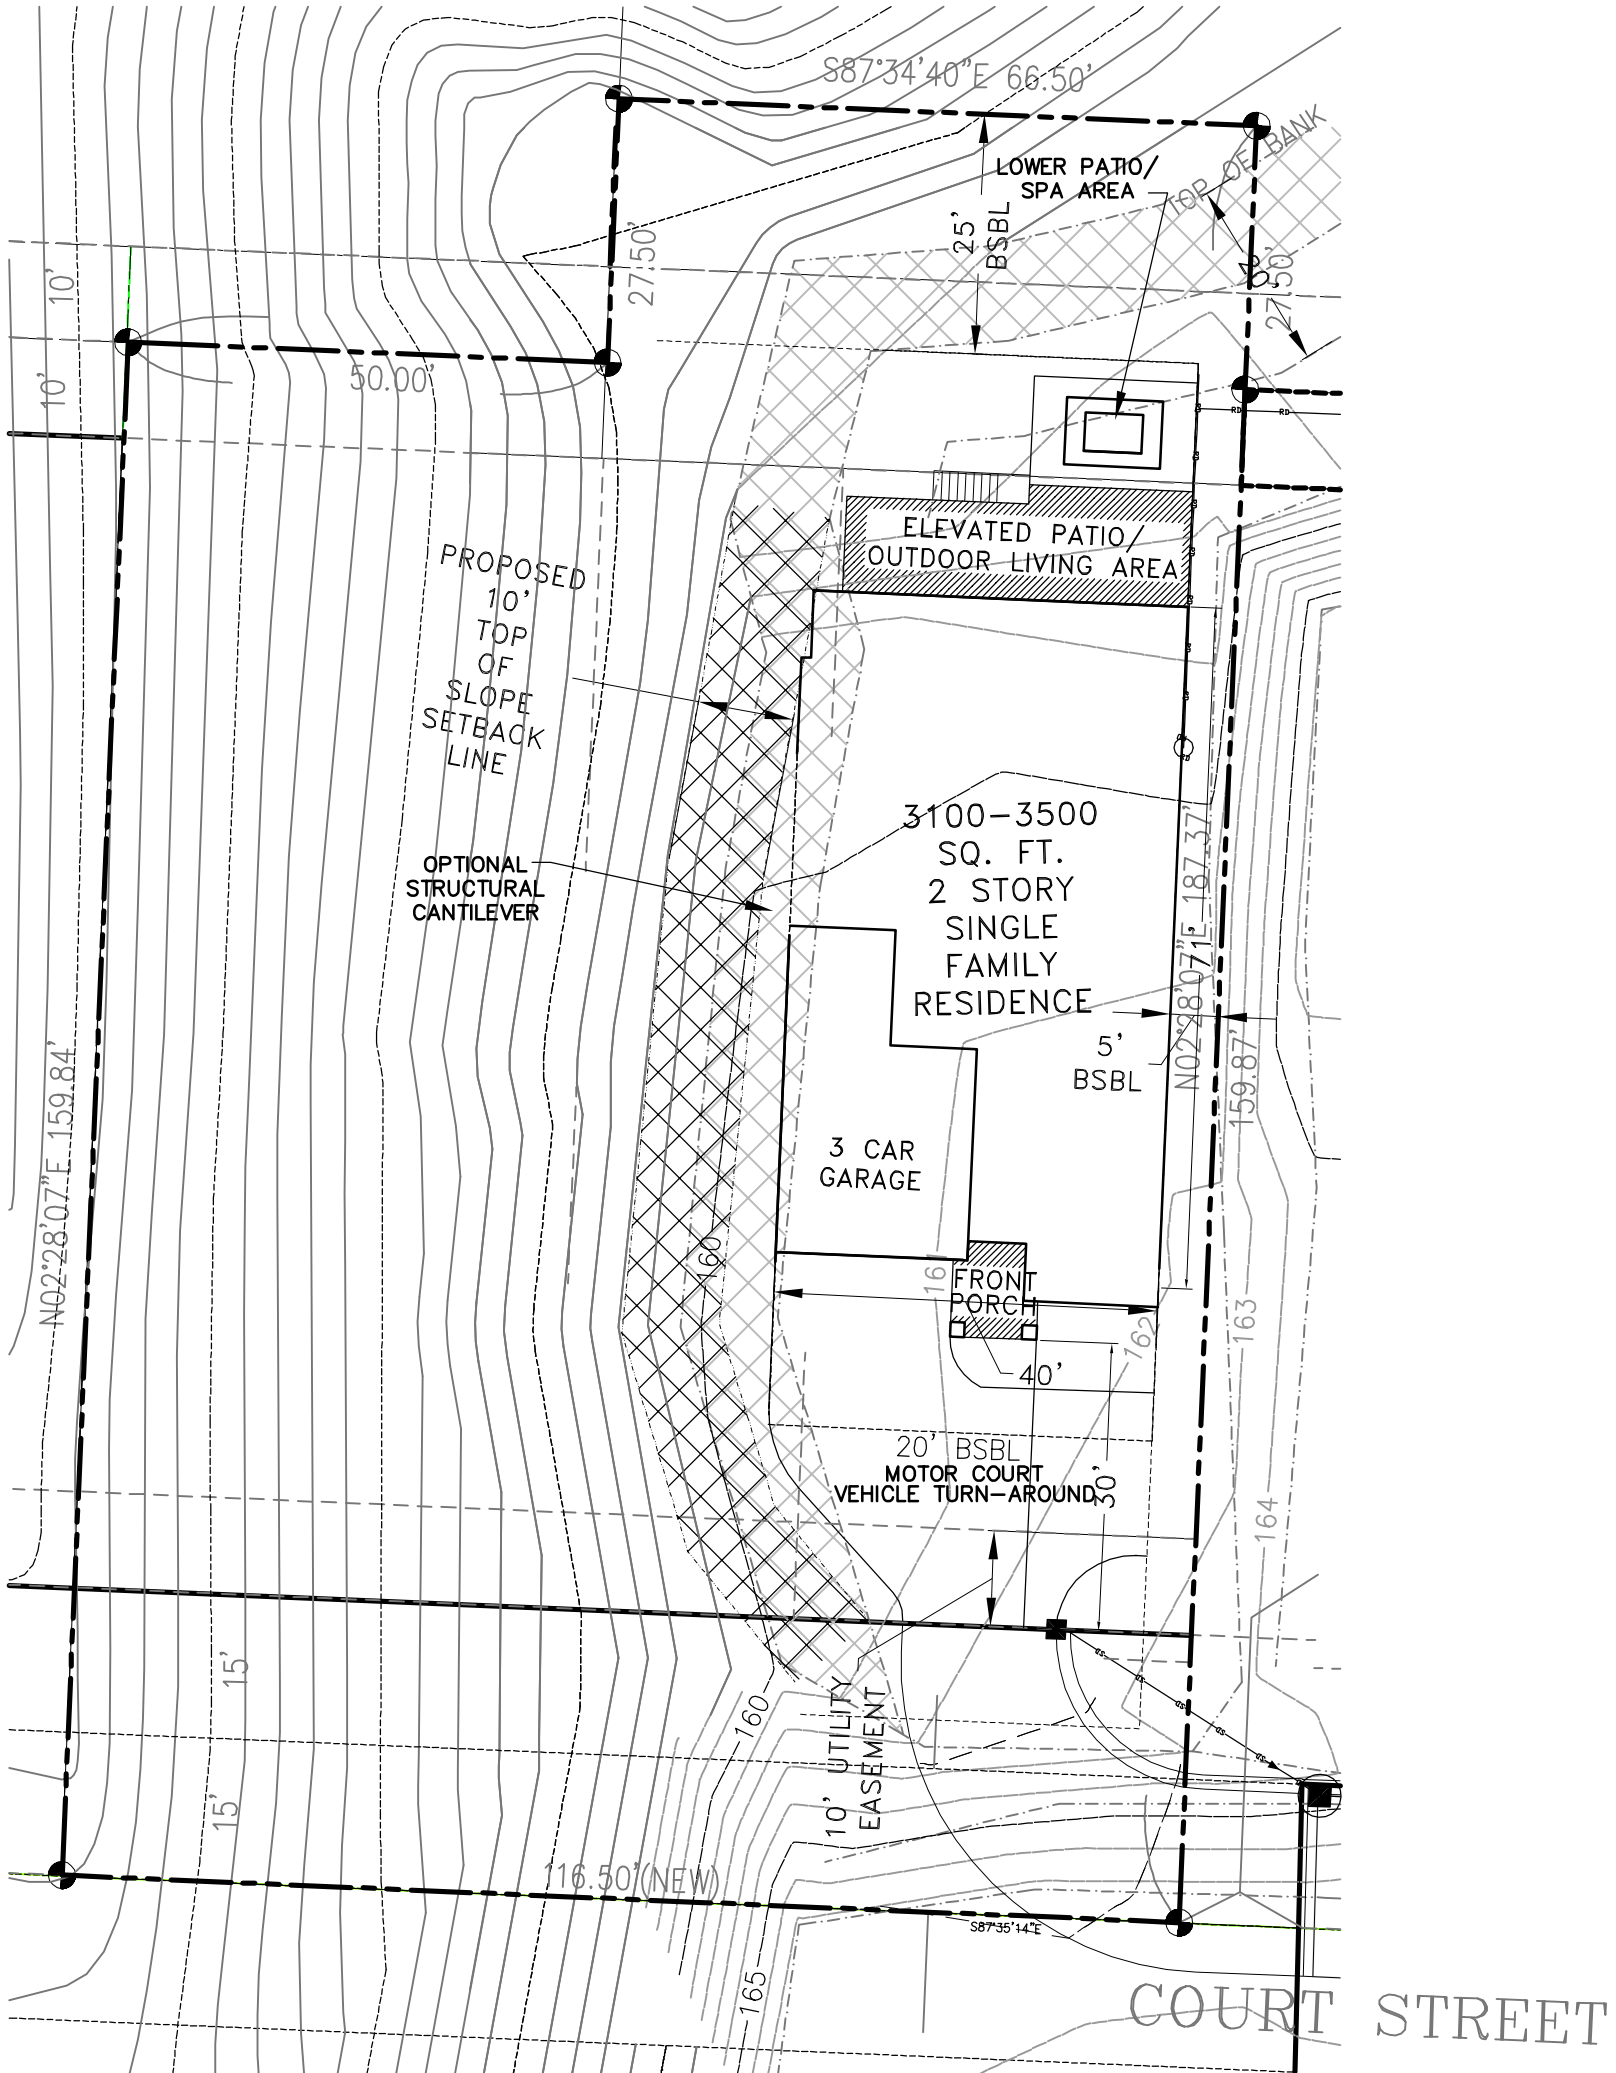 S87°34'40"E 66.50'
TOP OF BANK
LOWER PATIO/
SPA AREA
25'
BSBL
27.50'
27.50'
10'
10'
50.00'
RD
RD
ELEVATED PATIO/
OUTDOOR LIVING AREA
PROPOSED
10'
TOP
OF
SLOPE
SETBACK
LINE
3100-3500
SQ. FT.
2 STORY
SINGLE
FAMILY
RESIDENCE
OPTIONAL
STRUCTURAL
CANTILEVER
N02°28'07"E 187.37'
71'
5'
BSBL
159.87'
N02°28'07"E 159.84'
3 CAR
GARAGE
160
161
FRONT
PORCH
162
163
40'
20' BSBL
MOTOR COURT
VEHICLE TURN-AROUND
30'
164
15'
15'
160
10' UTILITY
EASEMENT
116.50'(NEW)
S87°35'14"E
165
COURT STREET